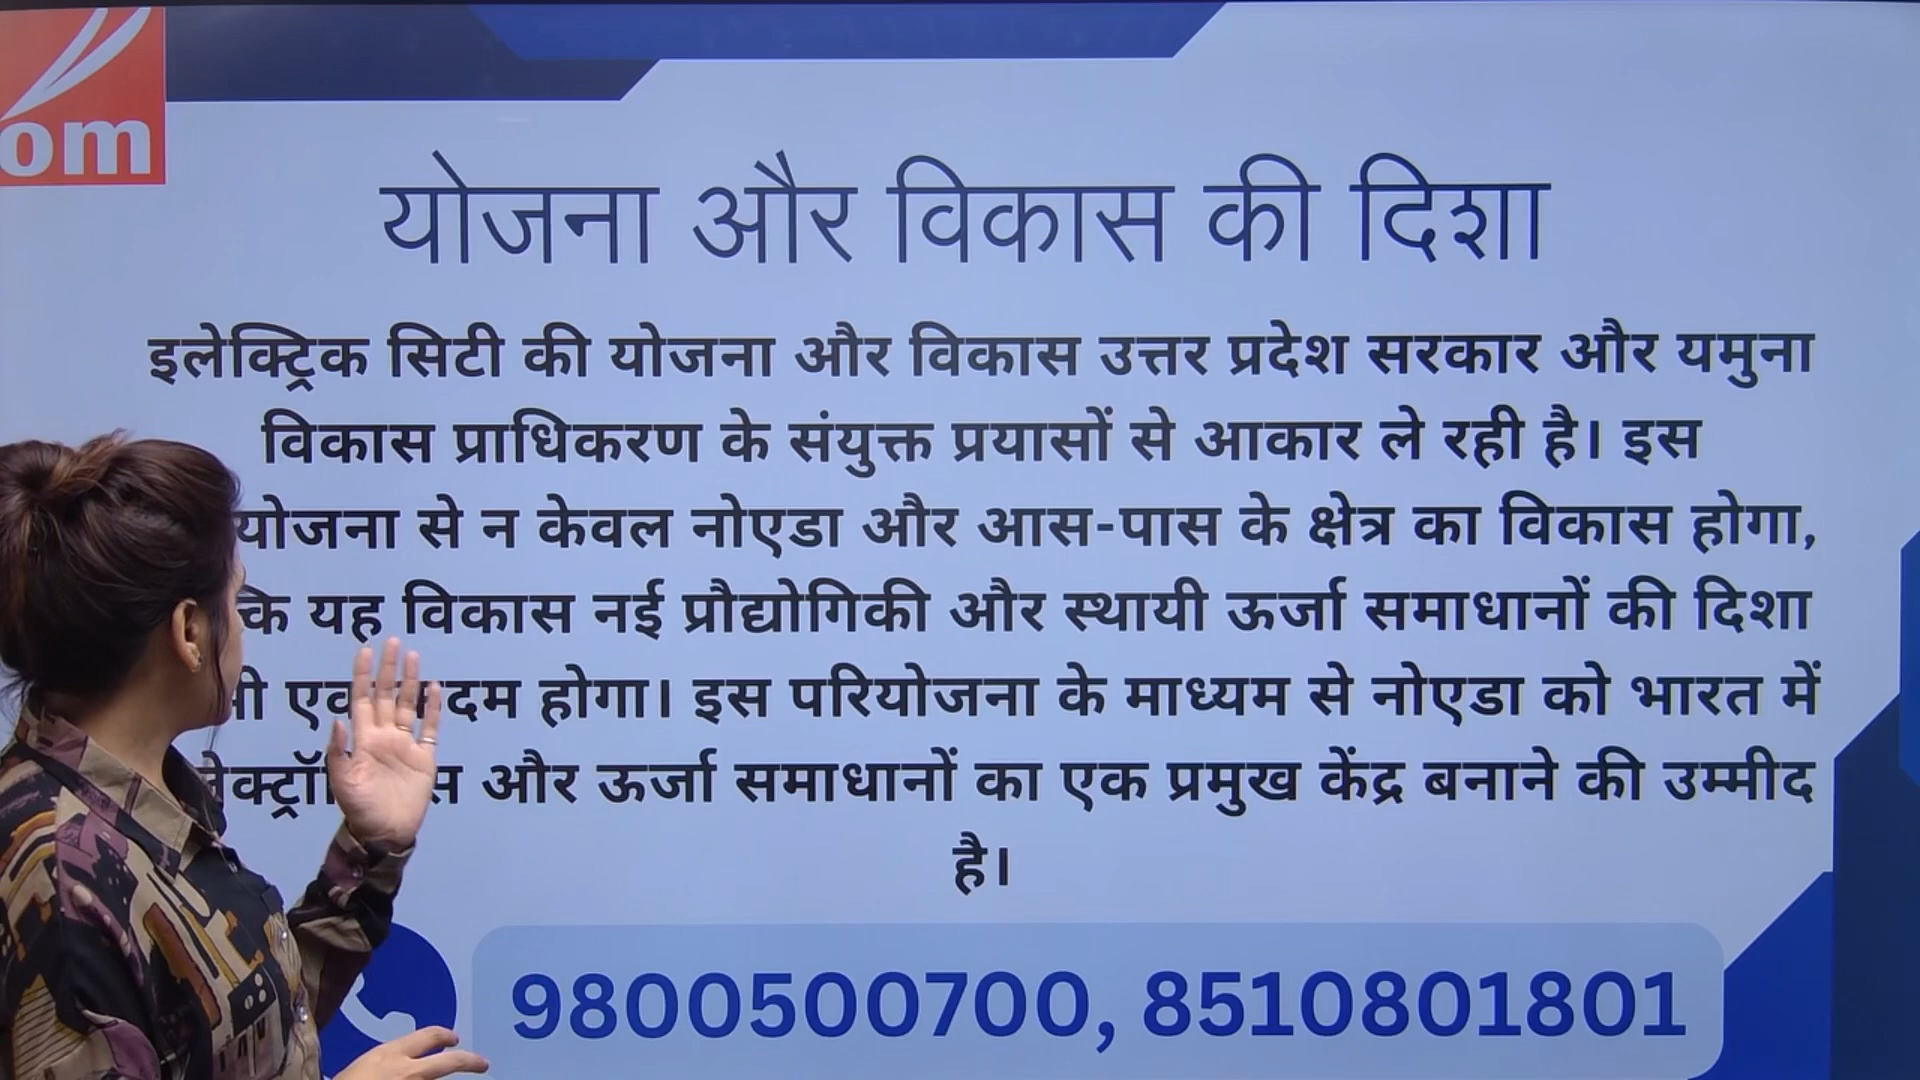 om
योजना और विकास की दिशा
इलेक्ट्रिक सिटी की योजना और विकास उत्तर प्रदेश सरकार और यमुना
विकास प्राधिकरण के संयुक्त प्रयासों से आकार ले रही है। इस
योजना से न केवल नोएडा और आस-पास के क्षेत्र का विकास होगा,
यह विकास नई प्रौद्योगिकी और स्थायी ऊर्जा समाधानों की दिशा
होगा। इस परियोजना के माध्यम से नोएडा को भारत में
और ऊर्जा समाधानों का एक प्रमुख केंद्र बनाने की उम्मीद
है।
9800500700, 8510801801